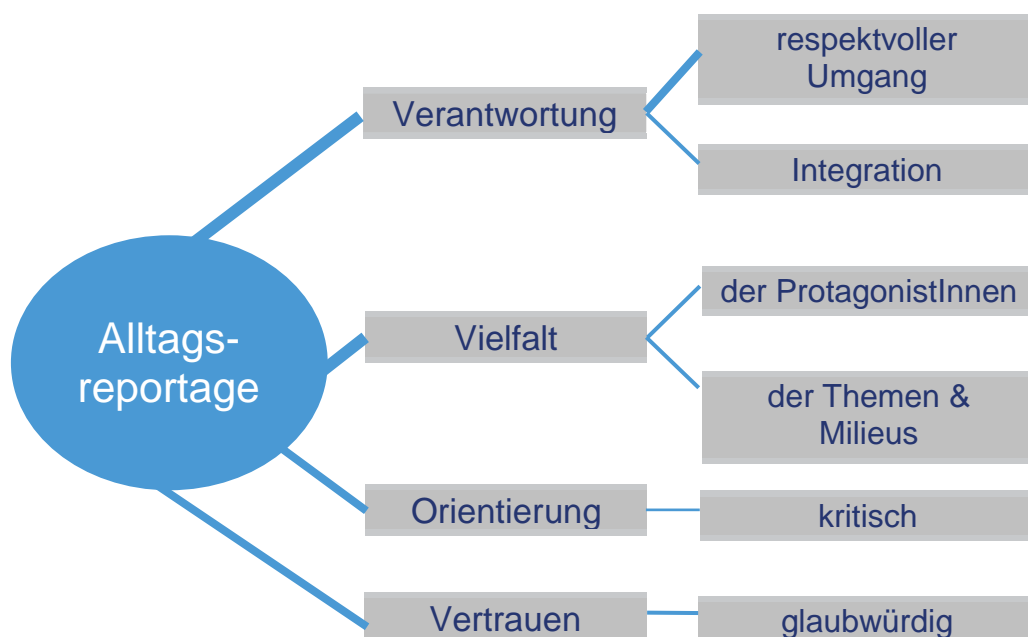 Alltags-
reportage
Verantwortung
respektvoller
Umgang
Integration
Vielfalt
der ProtagonistInnen
der Themen &
Milieus
Orientierung
kritisch
Vertrauen
glaubwürdig